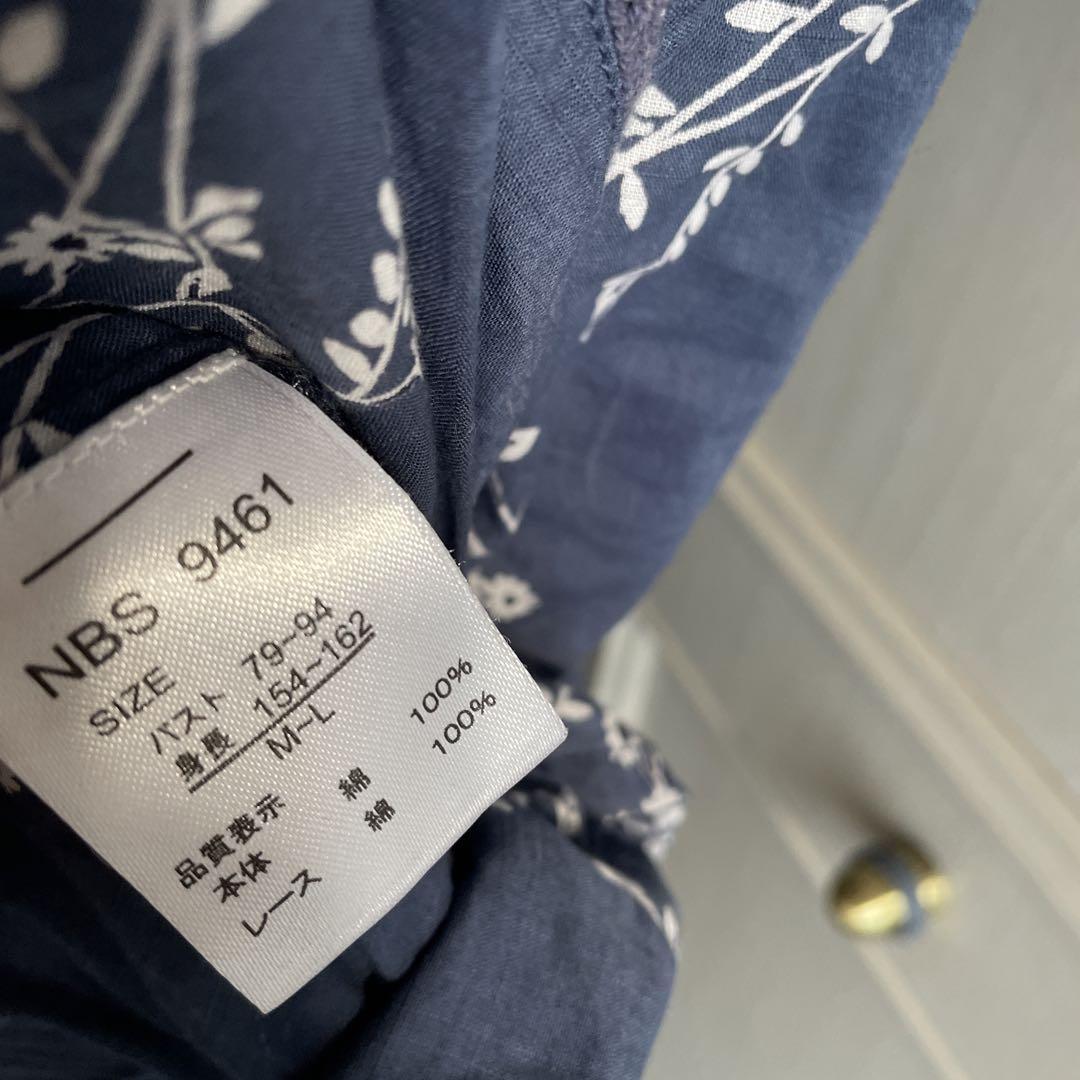 NBS 9461
SIZE
バスト 79~94
身長 154~162
M~L
品質表示
本体 綿 100%
レース 綿 100%